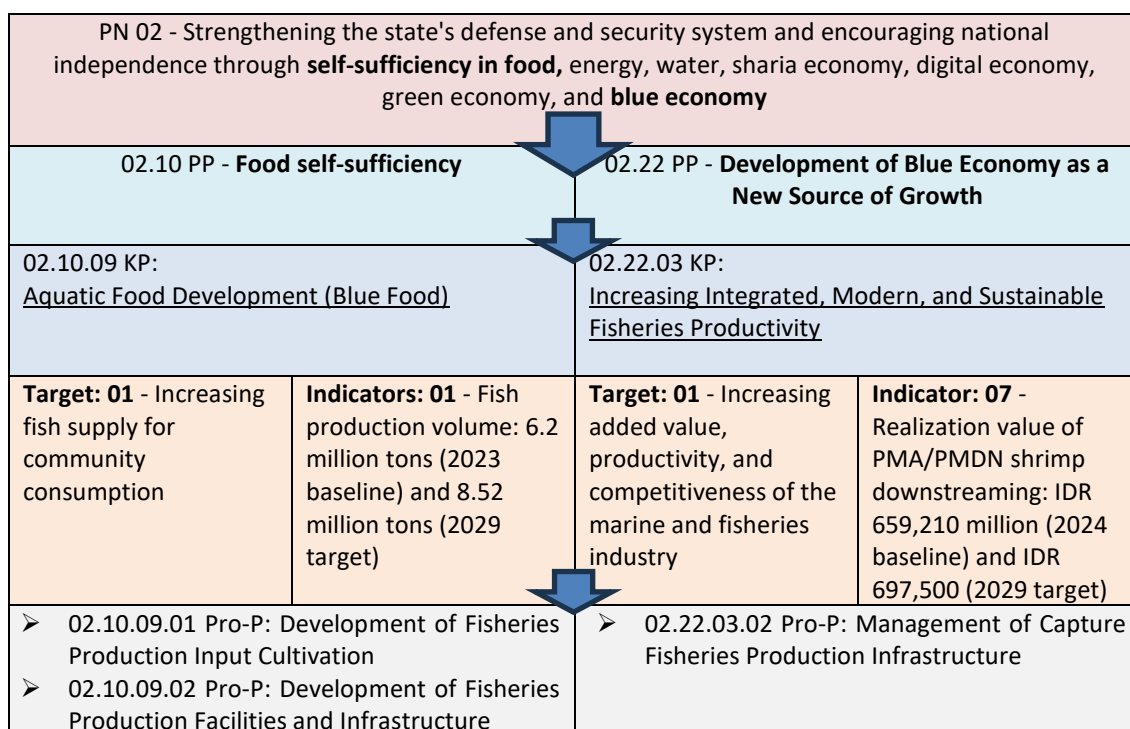 PN 02 - Strengthening the state's defense and security system and encouraging national
independence through self-sufficiency in food, energy, water, sharia economy, digital economy,
green economy, and blue economy
02.10 PP - Food self-sufficiency
02.22 PP - Development of Blue Economy as a
New Source of Growth
02.10.09 KP:
Aquatic Food Development (Blue Food)
02.22.03 KP:
Increasing Integrated, Modern, and Sustainable
Fisheries Productivity
Target: 01 - Increasing
fish supply for
community
consumption
Indicators: 01 - Fish
production volume: 6.2
million tons (2023
baseline) and 8.52
million tons (2029
target)
Target: 01 - Increasing
added value,
productivity, and
competitiveness of the
marine and fisheries
industry
Indicator: 07 -
Realization value of
PMA/PMDN shrimp
downstreaming: IDR
659,210 million (2024
baseline) and IDR
697,500 (2029 target)
➢ 02.10.09.01 Pro-P: Development of Fisheries
Production Input Cultivation
➢ 02.10.09.02 Pro-P: Development of Fisheries
Production Facilities and Infrastructure
➢ 02.22.03.02 Pro-P: Management of Capture
Fisheries Production Infrastructure